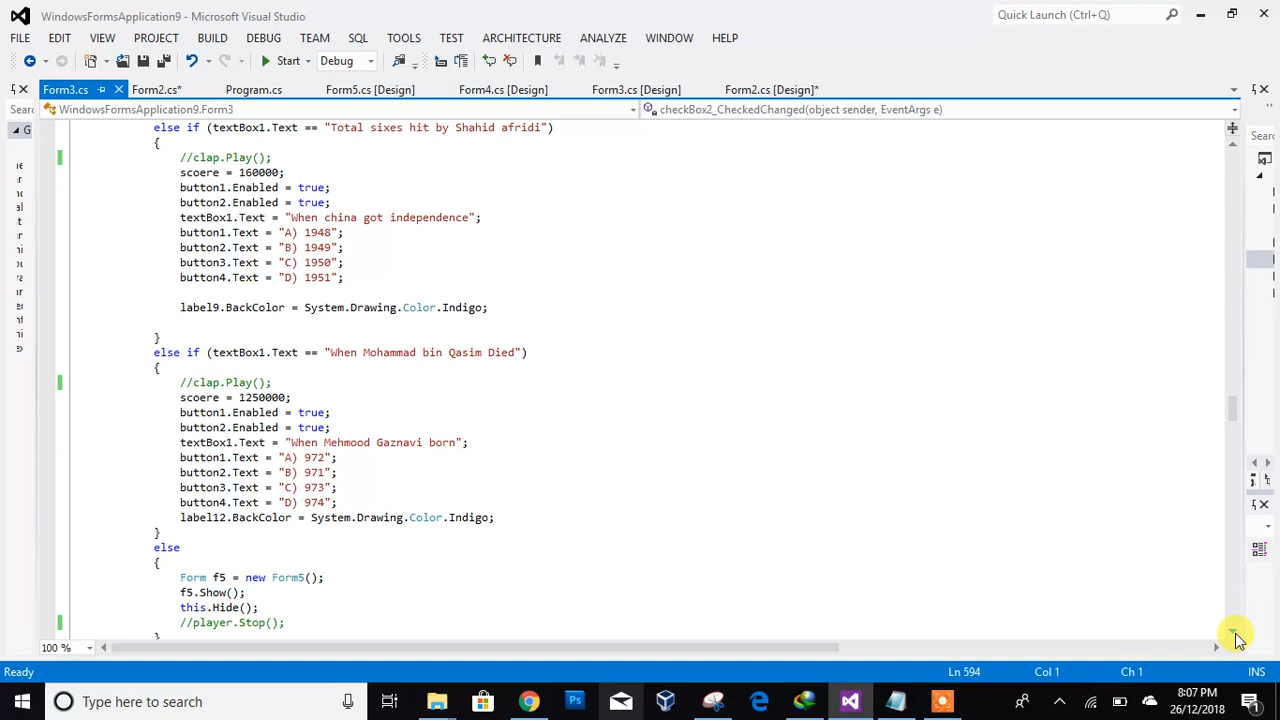 WindowsFormsApplication9 - Microsoft Visual Studio
Quick Launch (Ctrl+Q)
FILE EDIT VIEW PROJECT BUILD DEBUG TEAM SQL TOOLS TEST ARCHITECTURE ANALYZE WINDOW HELP
Start Debug
Form3.cs Form2.cs* Program.cs Form5.cs [Design] Form4.cs [Design] Form3.cs [Design] Form2.cs [Design]*
Sear WindowsFormsApplication9.Form3 checkBox2_CheckedChanged(object sender, EventArgs e)
G Searc
else if (textBox1.Text == "Total sixes hit by Shahid afridi")
{
//clap.Play();
scoere = 160000;
button1.Enabled = true;
button2.Enabled = true;
textBox1.Text = "When china got independence";
button1.Text = "A) 1948";
button2.Text = "B) 1949";
button3.Text = "C) 1950";
button4.Text = "D) 1951";
label9.BackColor = System.Drawing.Color.Indigo;
}
else if (textBox1.Text == "When Mohammad bin Qasim Died")
{
//clap.Play();
scoere = 1250000;
button1.Enabled = true;
button2.Enabled = true;
textBox1.Text = "When Mehmood Gaznavi born";
button1.Text = "A) 972";
button2.Text = "B) 971";
button3.Text = "C) 973";
button4.Text = "D) 974";
label12.BackColor = System.Drawing.Color.Indigo;
}
else
{
Form f5 = new Form5();
f5.Show();
this.Hide();
//player.Stop();
}
100 %
Ready Ln 594 Col 1 Ch 1 INS
Type here to search
8:07 PM
26/12/2018